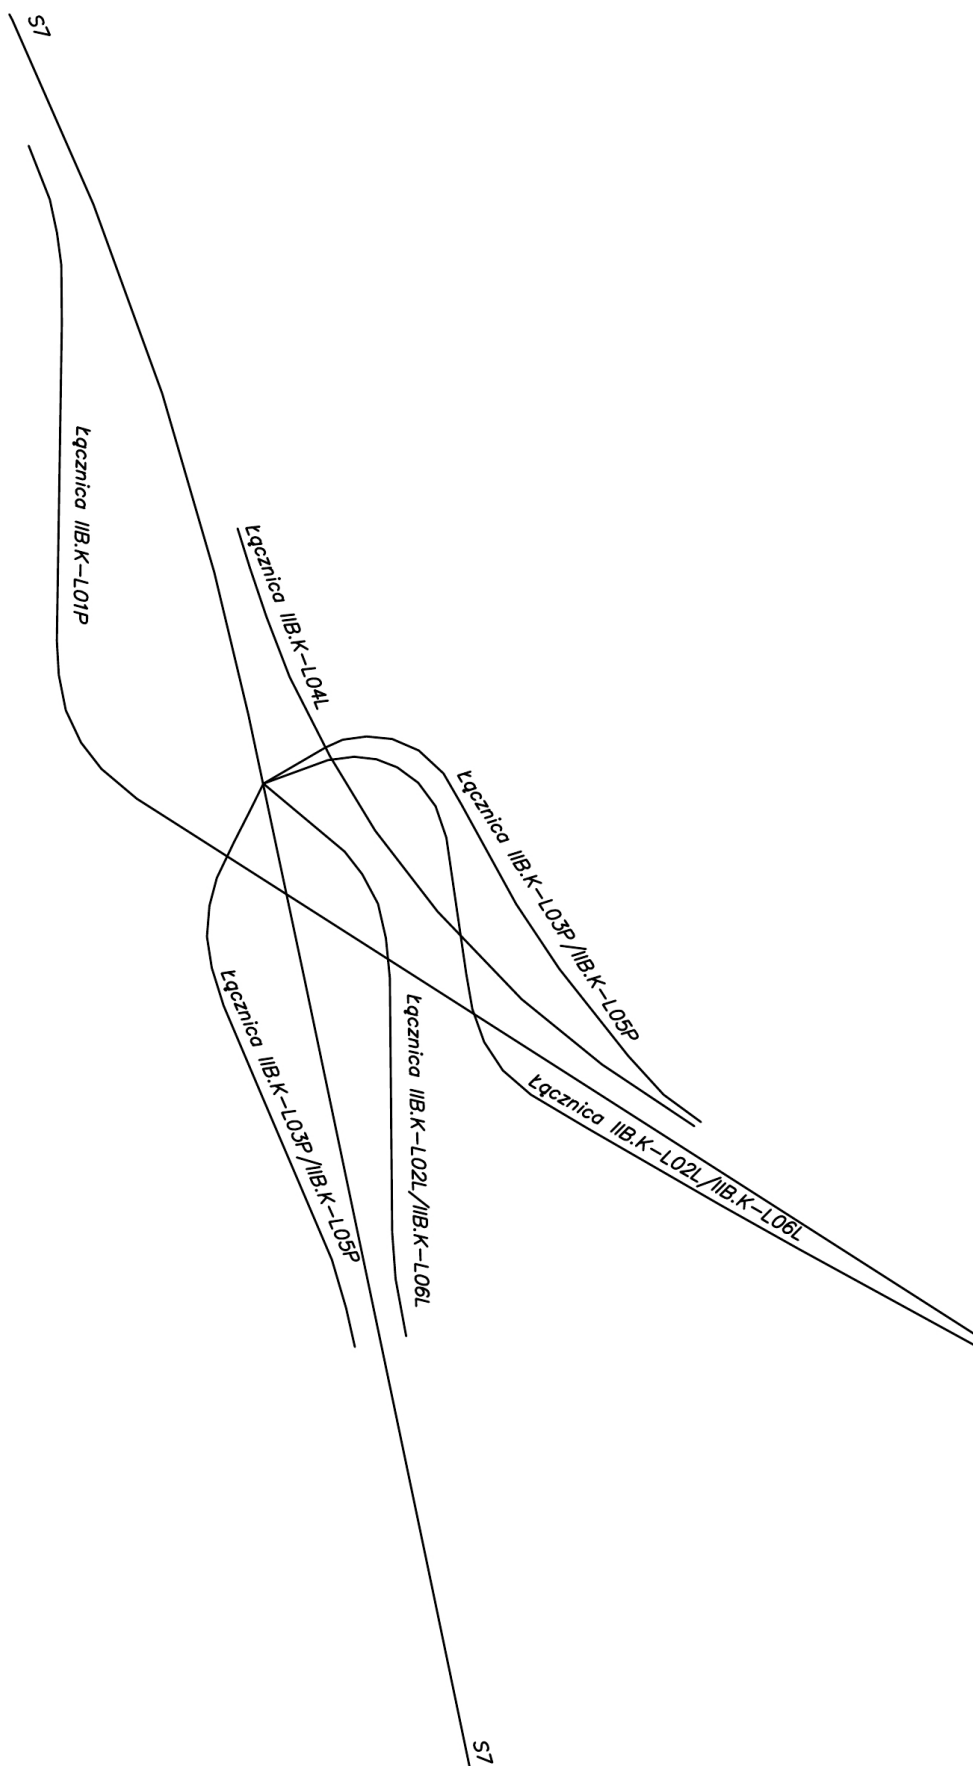 S7
Łącznica IIB.K-L01P
Łącznica IIB.K-L04L
Łącznica IIB.K-L03P/IIB.K-L05P
Łącznica IIB.K-L03P/IIB.K-L05P
Łącznica IIB.K-L02L/IIB.K-L06L
Łącznica IIB.K-L02L/IIB.K-L06L
S7